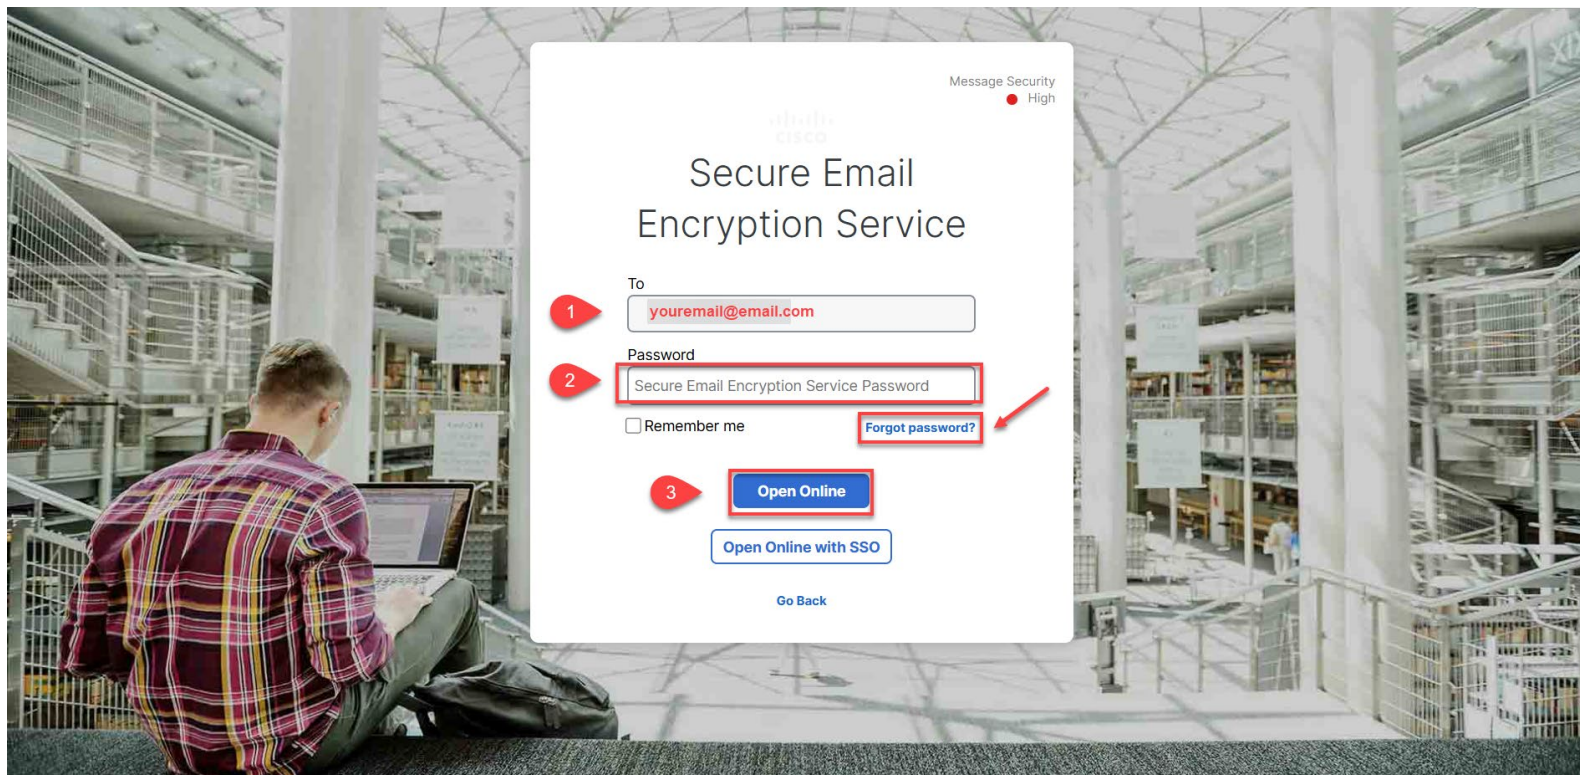 Message Security
High
CISCO
Secure Email
Encryption Service
To
1
youremail@email.com
Password
2
Secure Email Encryption Service Password
Remember me
Forgot password?
3
Open Online
Open Online with SSO
Go Back